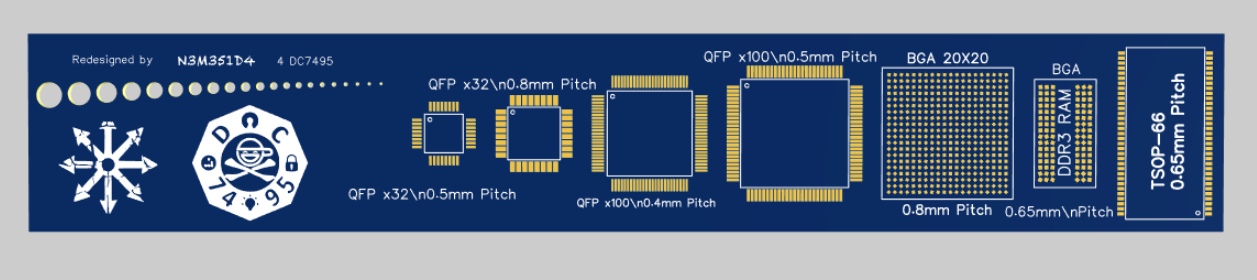 Redesigned by N3M351D4 4 DC7495
DC
74 95
QFP x32\n0.5mm Pitch
QFP x32\n0.8mm Pitch
QFP x100\n0.4mm Pitch
QFP x100\n0.5mm Pitch
BGA 20X20
0.8mm Pitch
BGA
DDR3 RAM
0.65mm\nPitch
TSOP-66
0.65mm Pitch